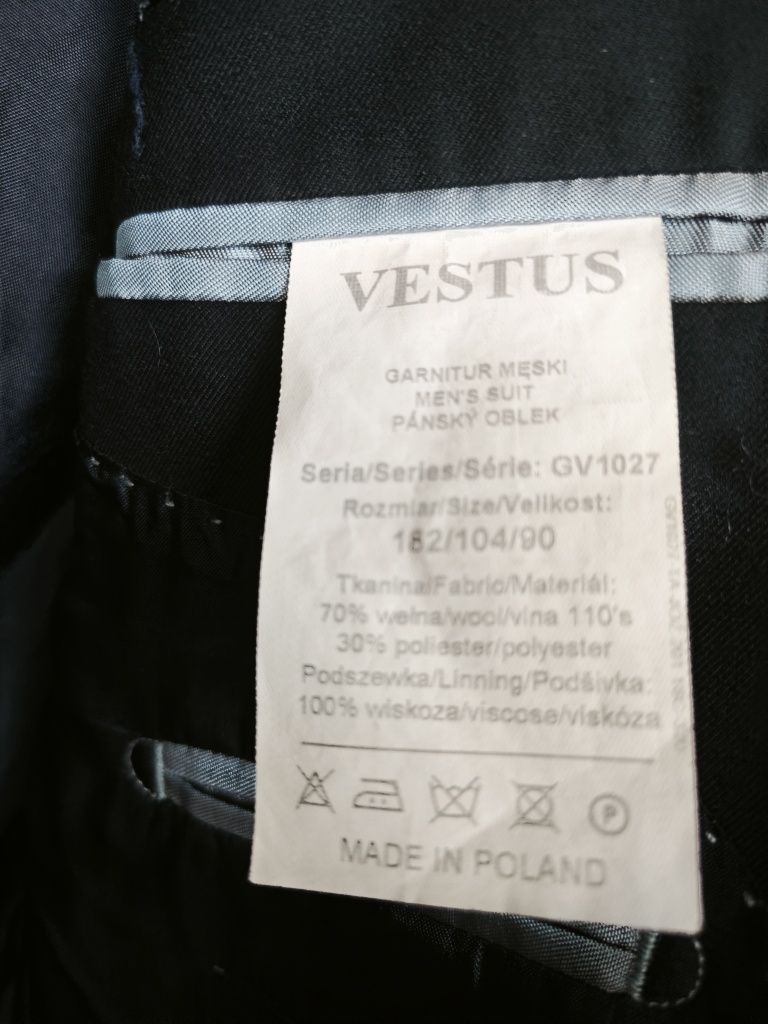 VESTUS
GARNITUR MĘSKI
MEN'S SUIT
PÁNSKÝ OBLEK
Seria/Series/Série: GV1027
Rozmiar/Size/Velikost:
182/104/90
Tkanina/Fabric/Materiál:
70% wełna/wool/vlna 110's
30% poliester/polyester
Podszewka/Linning/Podšívka:
100% wiskoza/viscose/viskóza
P
MADE IN POLAND